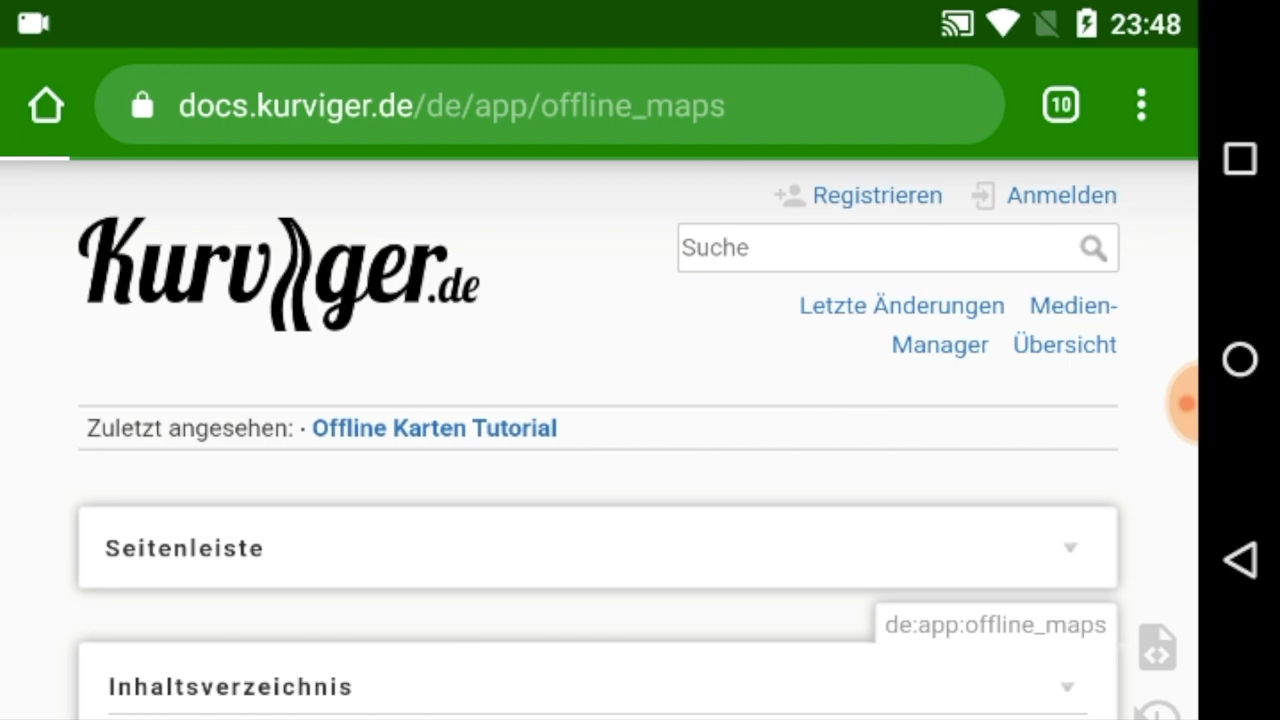 23:48
docs.kurviger.de/de/app/offline_maps
10
Registrieren Anmelden
Kurviger.de
Suche
Letzte Änderungen Medien-
Manager Übersicht
Zuletzt angesehen: · Offline Karten Tutorial
Seitenleiste
de:app:offline_maps
Inhaltsverzeichnis